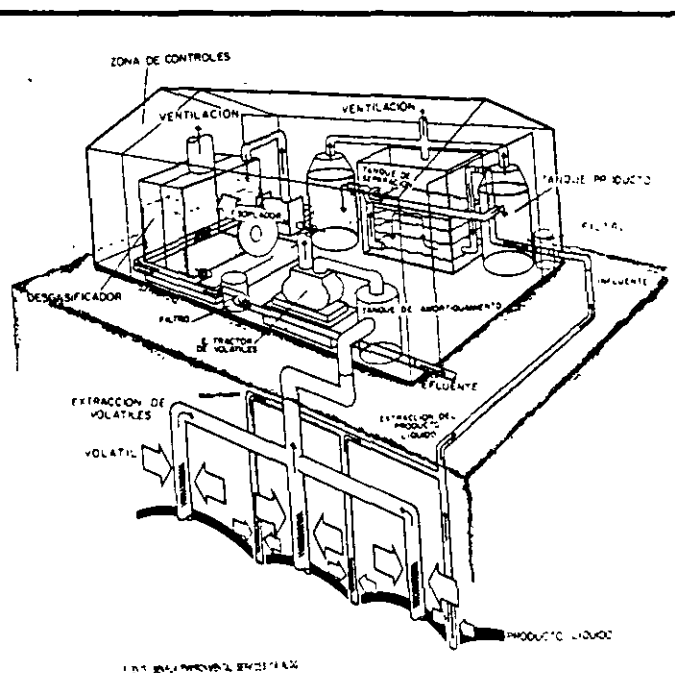 ZONA DE CONTROLES
VENTILACION
VENTILACION
TANQUE DE
SEPARACION
TANQUE PRODUCTO
SOPLADOR
INFLUENTE
DESGASIFICADOR
FILTRO
TANQUE DE AMORTIGUAMIENTO
E TRACTOR
DE VOLATILES
EFLUENTE
EXTRACCION DE
VOLATILES
EXTRACCION DEL
PRODUCTO
LIQUIDO
VOLATIL
PRODUCTO LIQUIDO